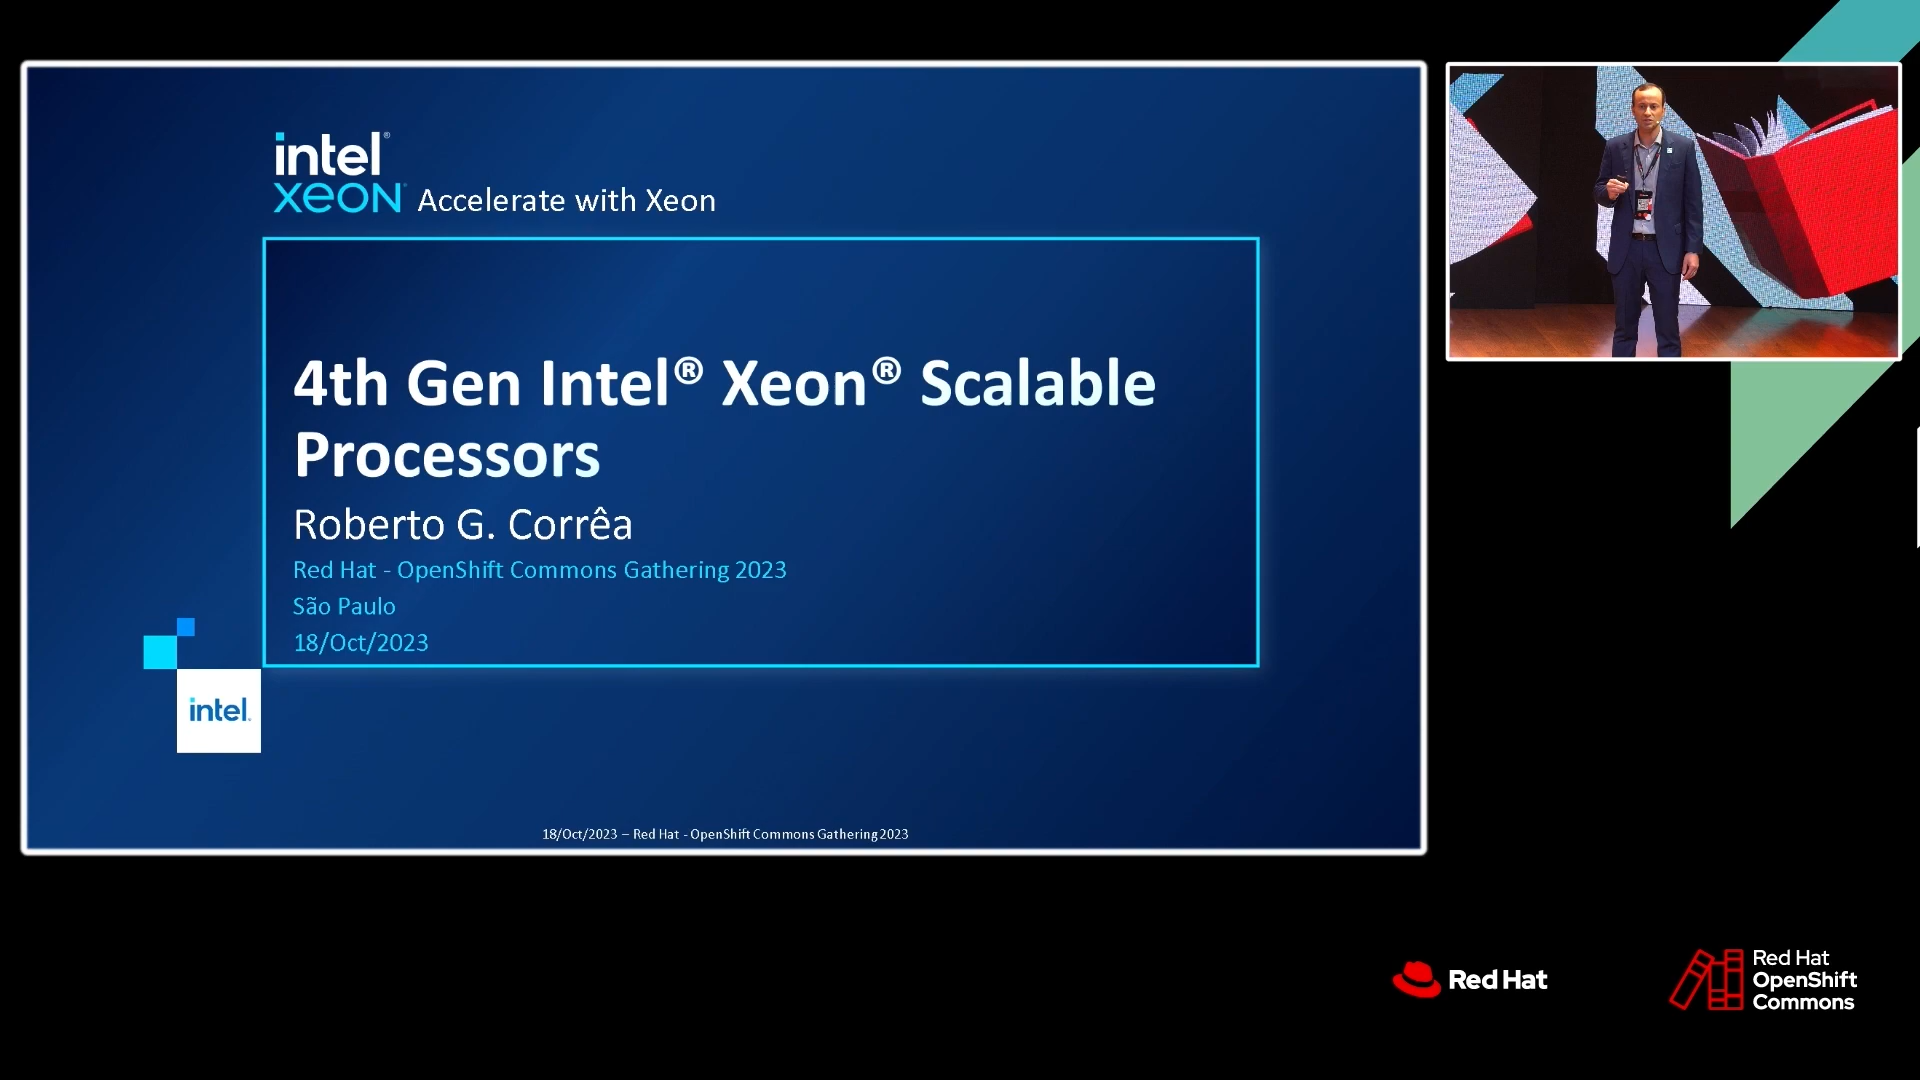 intel®
xeon Accelerate with Xeon
4th Gen Intel® Xeon® Scalable
Processors
Roberto G. Corrêa
Red Hat - OpenShift Commons Gathering 2023
São Paulo
18/Oct/2023
intel.
18/Oct/2023 – Red Hat - OpenShift Commons Gathering 2023
Red Hat
Red Hat
OpenShift
Commons